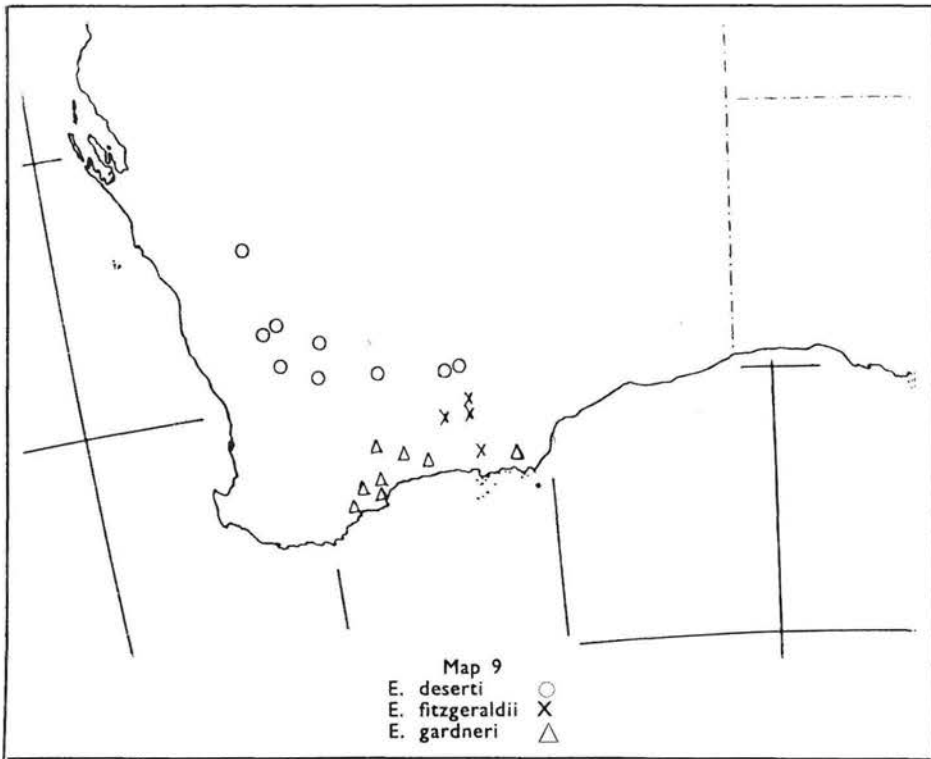 Map 9
E. deserti ○
E. fitzgeraldii X
E. gardneri △